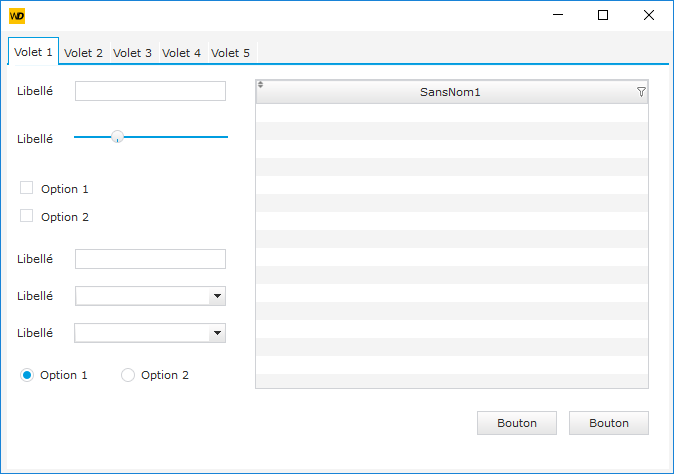 WD
Volet 1 Volet 2 Volet 3 Volet 4 Volet 5
Libellé
SansNom1
Libellé
Option 1
Option 2
Libellé
Libellé
Libellé
Option 1 Option 2
Bouton Bouton